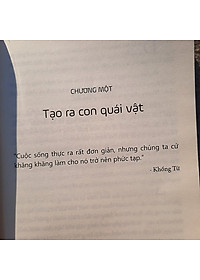 CHƯƠNG MỘT
Tạo ra con quái vật
"Cuộc sống thực ra rất đơn giản, nhưng chúng ta cứ
khăng khăng làm cho nó trở nên phức tạp."
- Khổng Tử